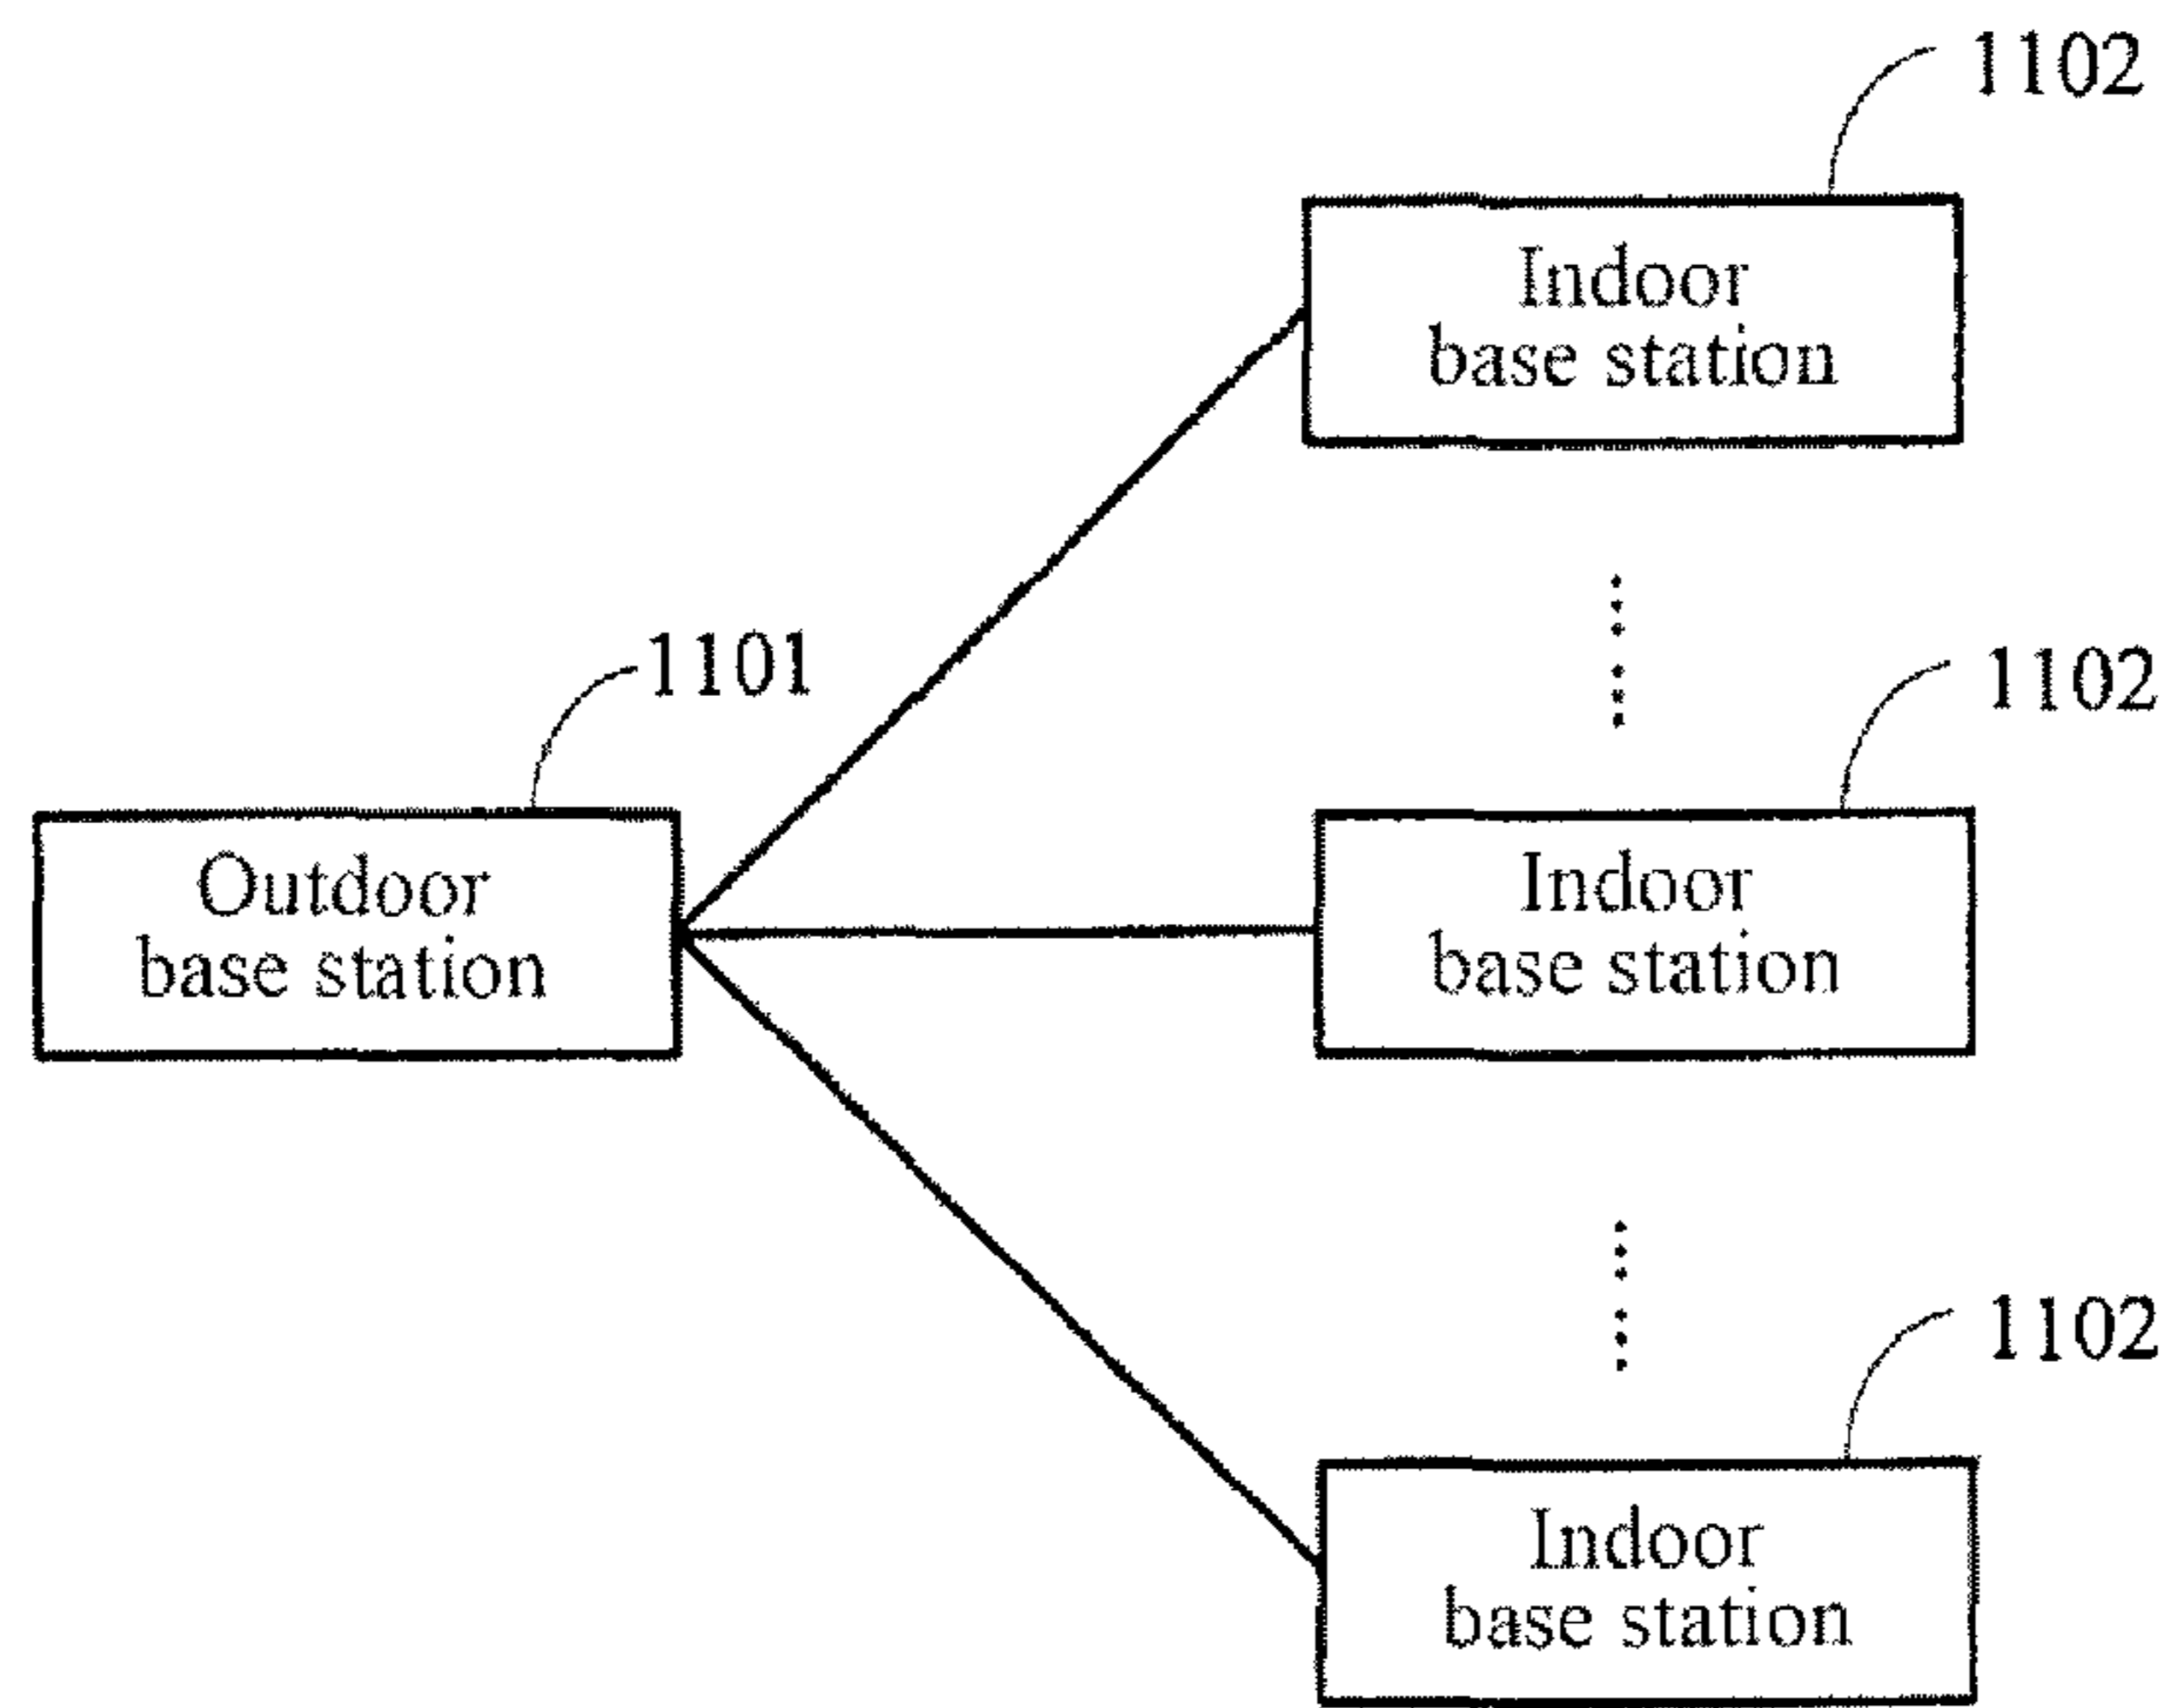 1102
Indoor
base station
1101
1102
Outdoor
base station
Indoor
base station
1102
Indoor
base station